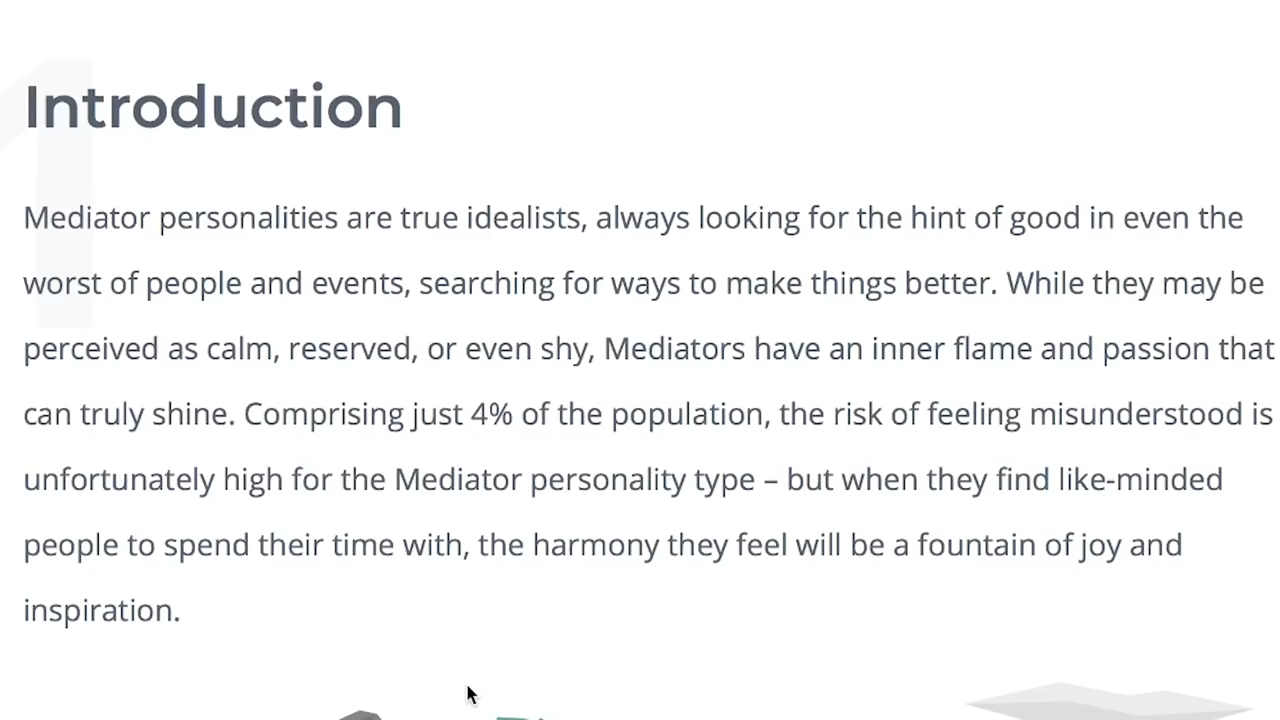 1
Introduction
Mediator personalities are true idealists, always looking for the hint of good in even the
worst of people and events, searching for ways to make things better. While they may be
perceived as calm, reserved, or even shy, Mediators have an inner flame and passion that
can truly shine. Comprising just 4% of the population, the risk of feeling misunderstood is
unfortunately high for the Mediator personality type – but when they find like-minded
people to spend their time with, the harmony they feel will be a fountain of joy and
inspiration.